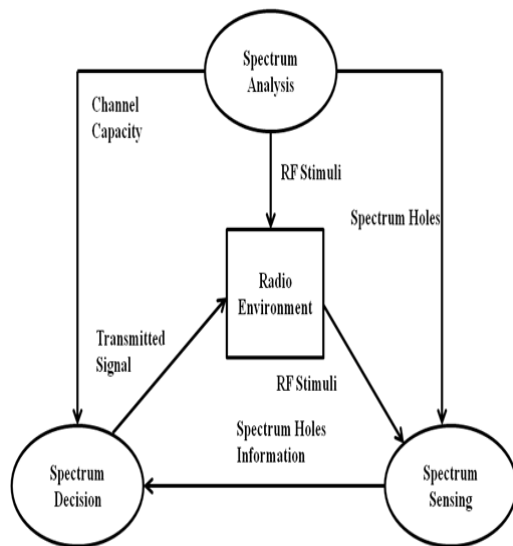 Spectrum
Analysis
Channel
Capacity
RF Stimuli
Spectrum Holes
Radio
Environment
Transmitted
Signal
RF Stimuli
Spectrum Holes
Information
Spectrum
Decision
Spectrum
Sensing